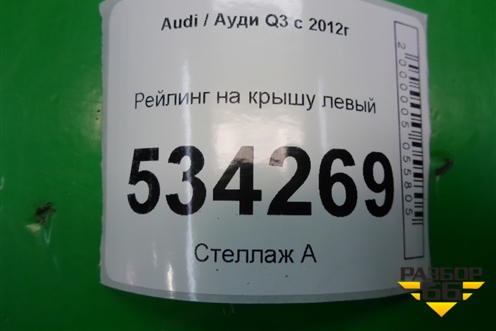 Audi / Ауди Q3 с 2012г
Рейлинг на крышу левый
534269
Стеллаж А
2000005055805
РАЗБОР
66